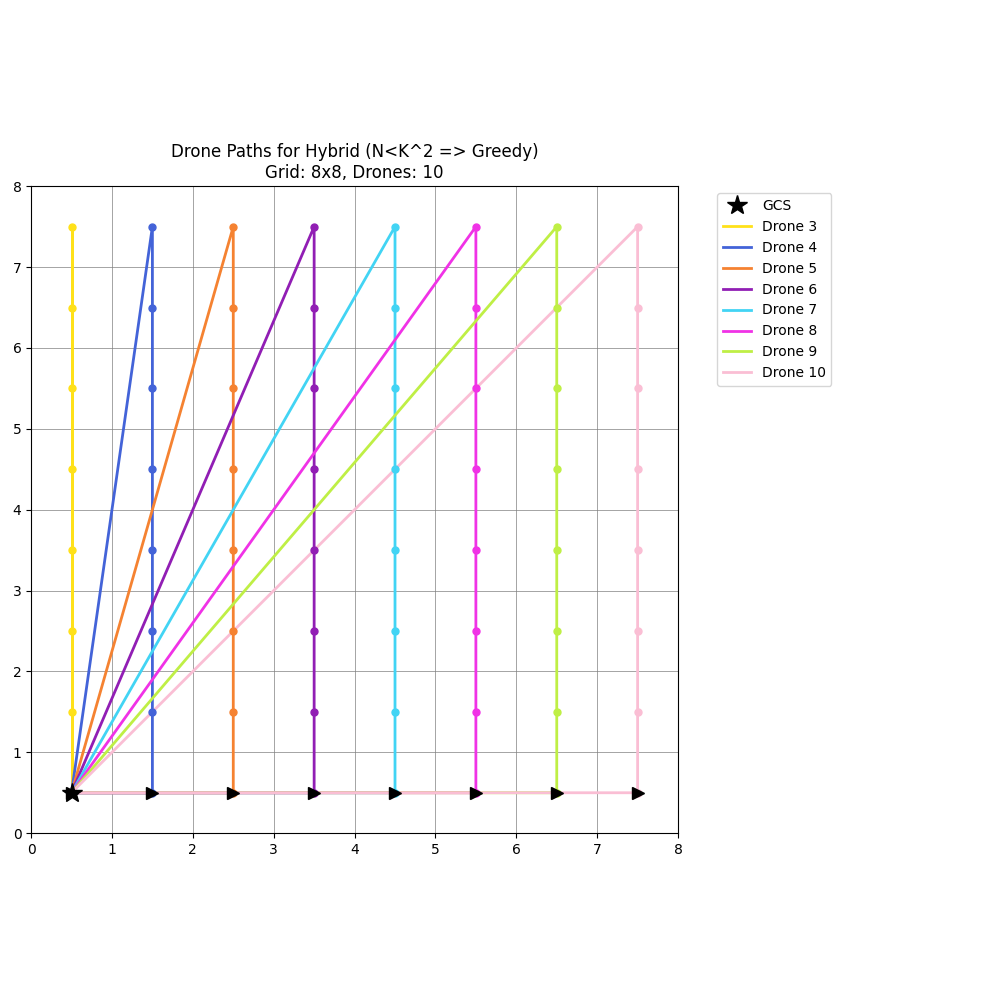 Drone Paths for Hybrid (N<K^2 => Greedy)
Grid: 8x8, Drones: 10
GCS
Drone 3
Drone 4
Drone 5
Drone 6
Drone 7
Drone 8
Drone 9
Drone 10
8
7
6
5
4
3
2
1
0
0 1 2 3 4 5 6 7 8